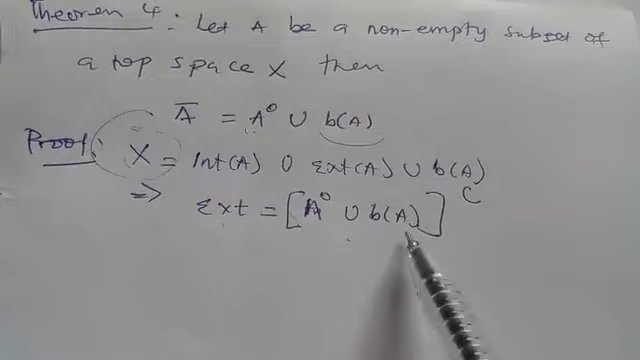 Theorem 4 : Let A be a non-empty subset of
a top space X then
A̅ = A° ∪ b(A)
Proof: X = Int(A) ∪ Ext(A) ∪ b(A)
=> Ext = [A° ∪ b(A)]ᶜ